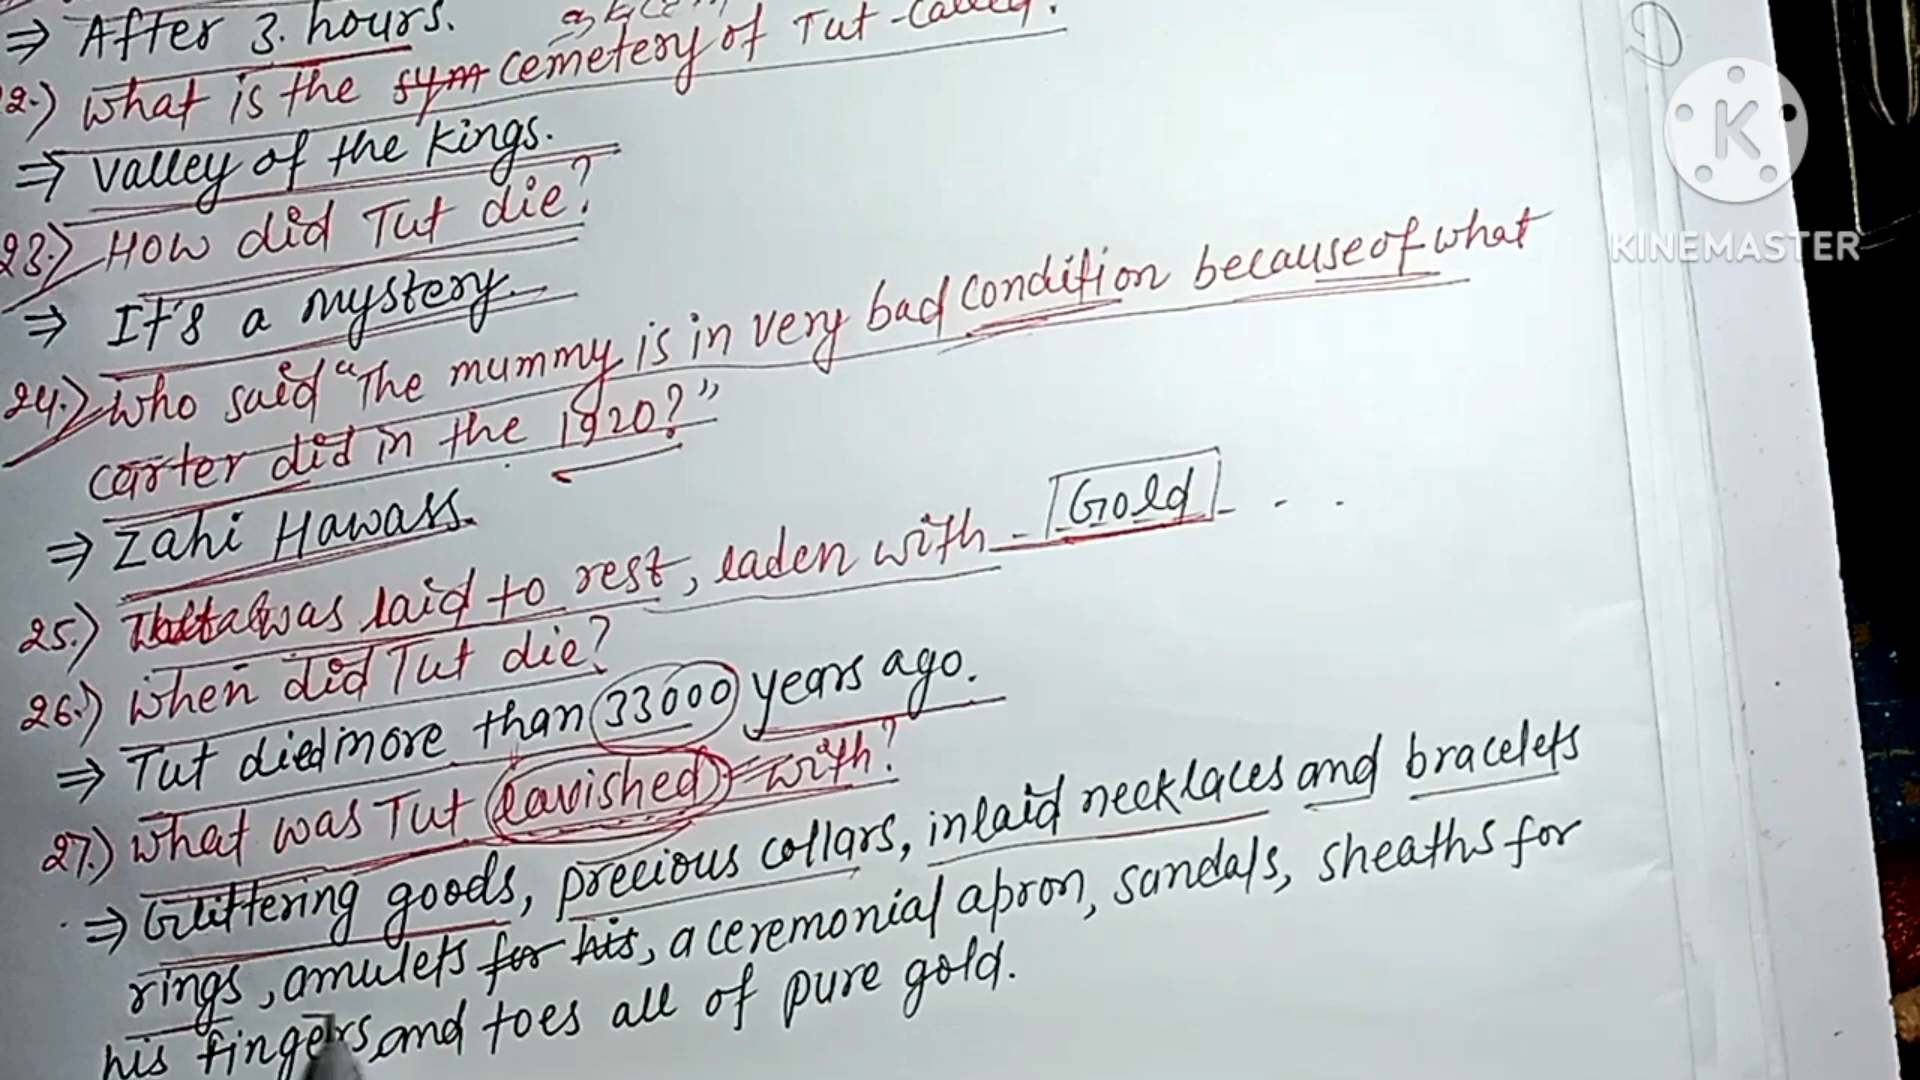 ⇒ After 3. hours.
2.) What is the sym cemetery of Tut called?
⇒ Valley of the Kings.
23.) How did Tut die?
⇒ It's a mystery.
24.) Who said "The mummy is in very bad condition because of what
carter did in the 1920?"
⇒ Zahi Hawass.
25.) was laid to rest, laden with Gold
26.) When did Tut die?
⇒ Tut died more than 33000 years ago.
27.) What was Tut lavished with?
⇒ Glittering goods, precious collars, inlaid necklaces and bracelets
rings, amulets for his, a ceremonial apron, sandals, sheaths for
his fingers and toes all of pure gold.
K
KINEMASTER